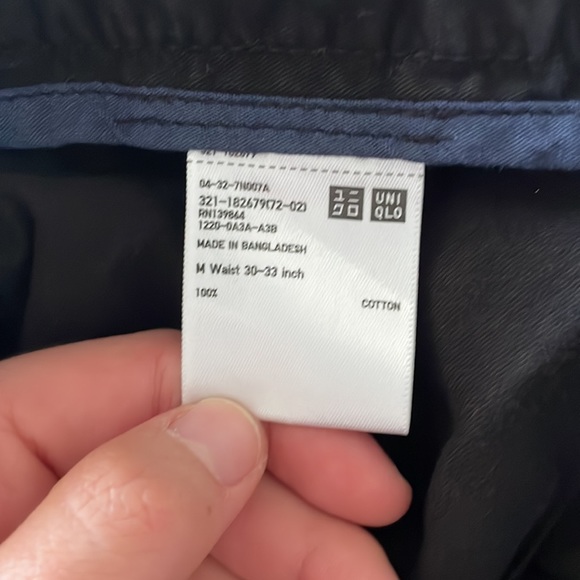 04-32-7N007A
321-182679(72-02)
RN139864
1220-0A3A-A3B
MADE IN BANGLADESH
M Waist 30-33 inch
100% COTTON
ユニ
クロ
UNI
QLO